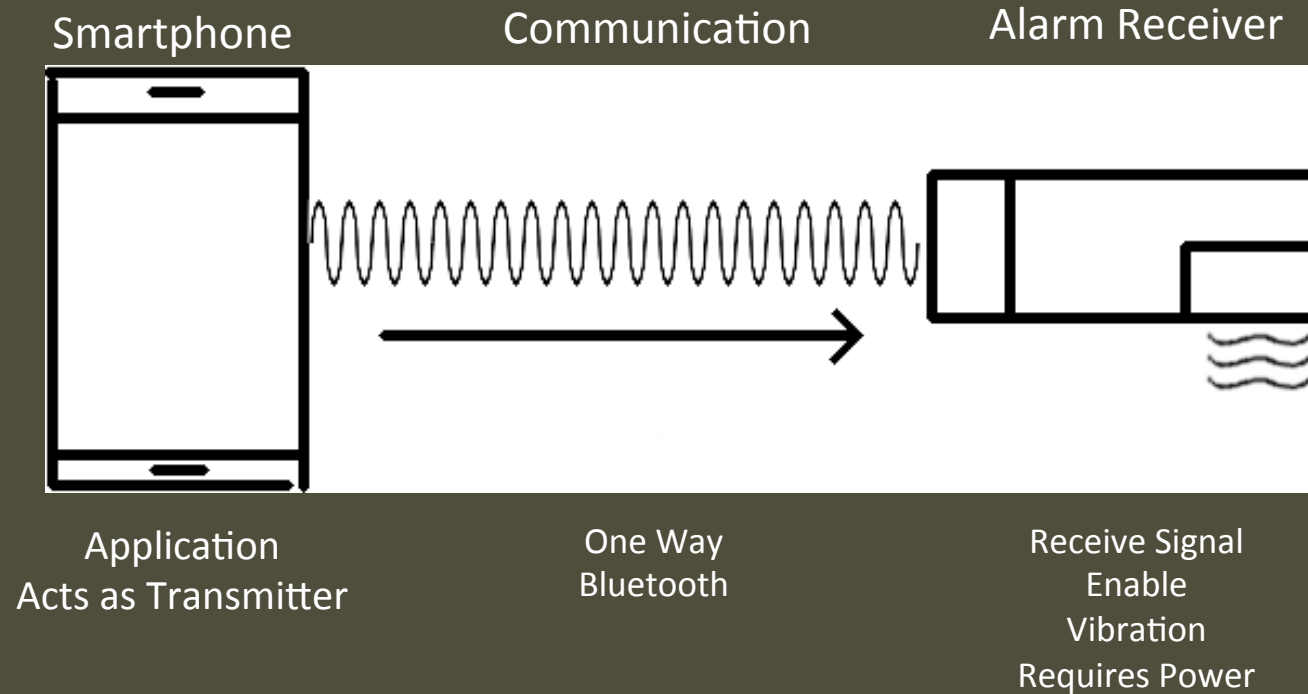 Smartphone
Communication
Alarm Receiver
Application
Acts as Transmitter
One Way
Bluetooth
Receive Signal
Enable
Vibration
Requires Power